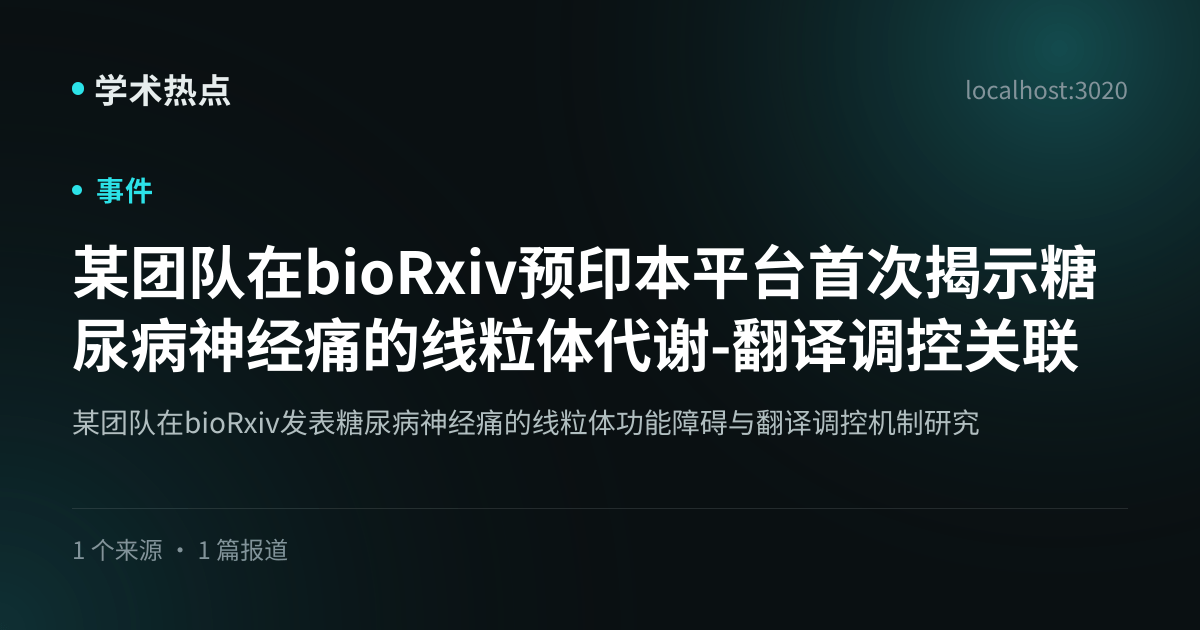 学术热点
localhost:3020
事件
某团队在bioRxiv预印本平台首次揭示糖
尿病神经痛的线粒体代谢-翻译调控关联
某团队在bioRxiv发表糖尿病神经痛的线粒体功能障碍与翻译调控机制研究
1 个来源 · 1 篇报道